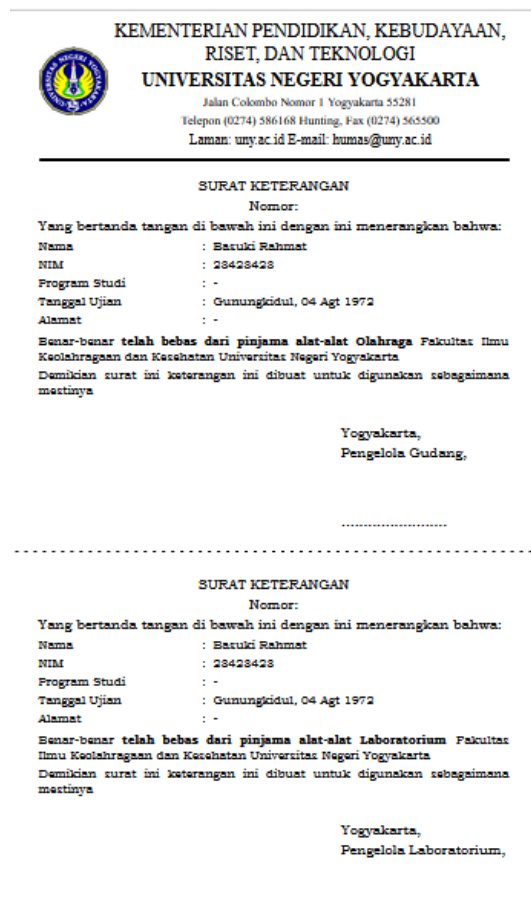 KEMENTERIAN PENDIDIKAN, KEBUDAYAAN,
RISET, DAN TEKNOLOGI
UNIVERSITAS NEGERI YOGYAKARTA
Jalan Colombo Nomor 1 Yogyakarta 55281
Telepon (0274) 586168 Hunting, Fax (0274) 565500
Laman: uny.ac.id E-mail: humas@uny.ac.id
SURAT KETERANGAN
Nomor:
Yang bertanda tangan di bawah ini dengan ini menerangkan bahwa:
Nama : Basuki Rahmat
NIM : 23423423
Program Studi : -
Tanggal Ujian : Gunungkidul, 04 Agt 1972
Alamat : -
Benar-benar telah bebas dari pinjama alat-alat Olahraga Fakultas Ilmu
Keolahragaan dan Kesehatan Universitas Negeri Yogyakarta
Demikian surat ini keterangan ini dibuat untuk digunakan sebagaimana
mestinya
Yogyakarta,
Pengelola Gudang,
........................
SURAT KETERANGAN
Nomor:
Yang bertanda tangan di bawah ini dengan ini menerangkan bahwa:
Nama : Basuki Rahmat
NIM : 23423423
Program Studi : -
Tanggal Ujian : Gunungkidul, 04 Agt 1972
Alamat : -
Benar-benar telah bebas dari pinjama alat-alat Laboratorium Fakultas
Ilmu Keolahragaan dan Kesehatan Universitas Negeri Yogyakarta
Demikian surat ini keterangan ini dibuat untuk digunakan sebagaimana
mestinya
Yogyakarta,
Pengelola Laboratorium,